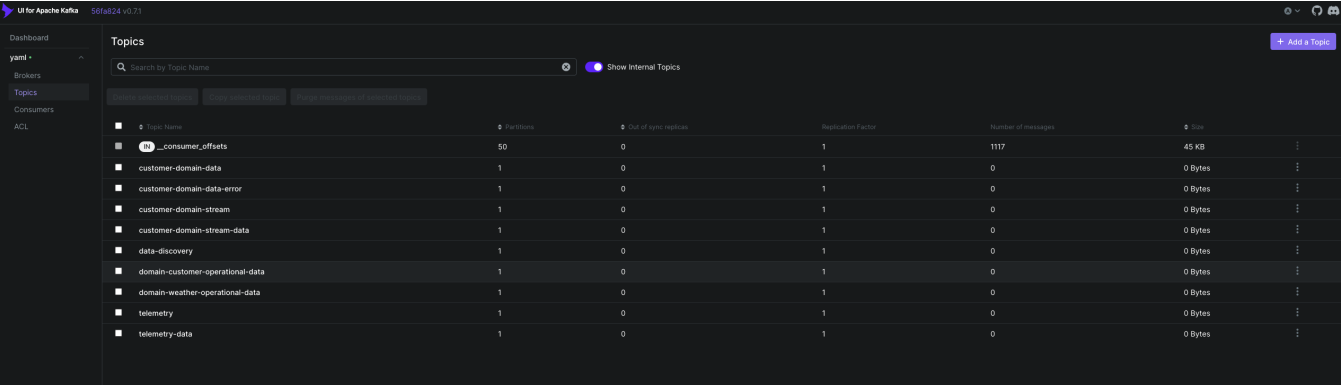 UI for Apache Kafka 56fa824 v0.7.1
Dashboard
yaml
Brokers
Topics
Consumers
ACL
Topics
+ Add a Topic
Search by Topic Name
Show Internal Topics
Delete selected topics Copy selected topic Purge messages of selected topics
Topic Name Partitions Out of sync replicas Replication Factor Number of messages Size
IN __consumer_offsets 50 0 1 1117 45 KB
customer-domain-data 1 0 1 0 0 Bytes
customer-domain-data-error 1 0 1 0 0 Bytes
customer-domain-stream 1 0 1 0 0 Bytes
customer-domain-stream-data 1 0 1 0 0 Bytes
data-discovery 1 0 1 0 0 Bytes
domain-customer-operational-data 1 0 1 0 0 Bytes
domain-weather-operational-data 1 0 1 0 0 Bytes
telemetry 1 0 1 0 0 Bytes
telemetry-data 1 0 1 0 0 Bytes